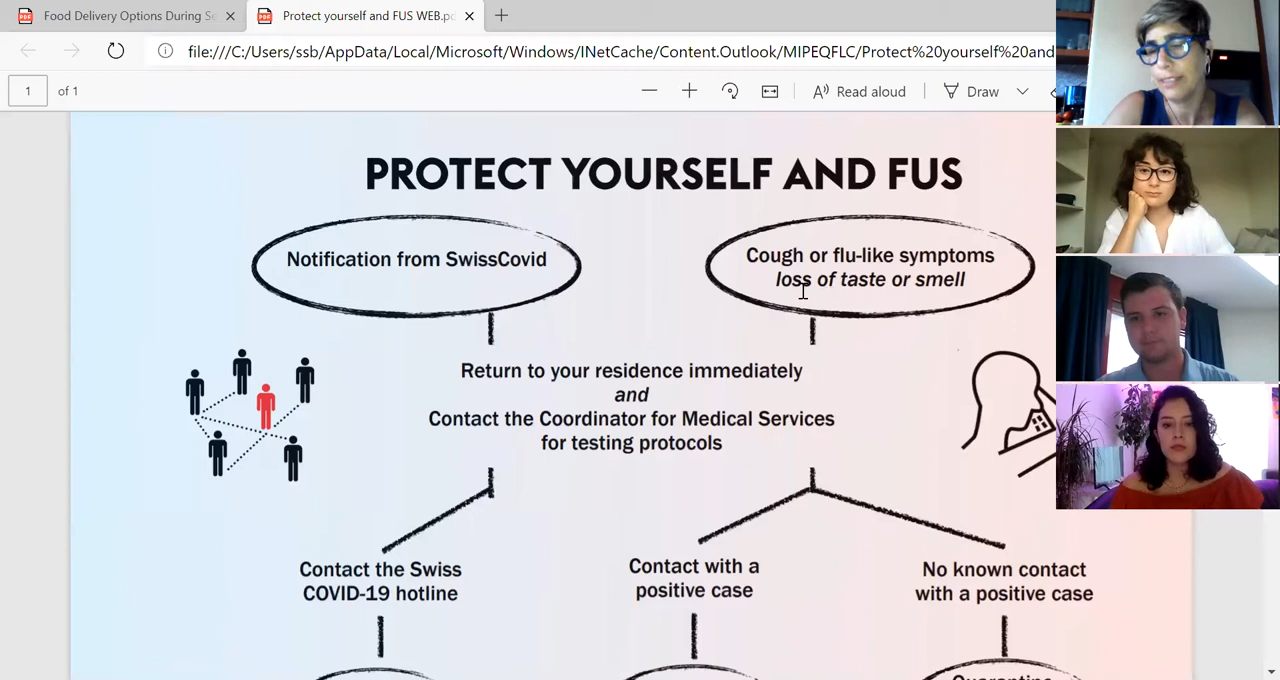 Food Delivery Options During Se
Protect yourself and FUS WEB.pd
file:///C:/Users/ssb/AppData/Local/Microsoft/Windows/INetCache/Content.Outlook/MIPEQFLC/Protect%20yourself%20and
1 of 1
Read aloud
Draw
PROTECT YOURSELF AND FUS
Notification from SwissCovid
Cough or flu-like symptoms
loss of taste or smell
Return to your residence immediately
and
Contact the Coordinator for Medical Services
for testing protocols
Contact the Swiss
COVID-19 hotline
Contact with a
positive case
No known contact
with a positive case
Quarantine